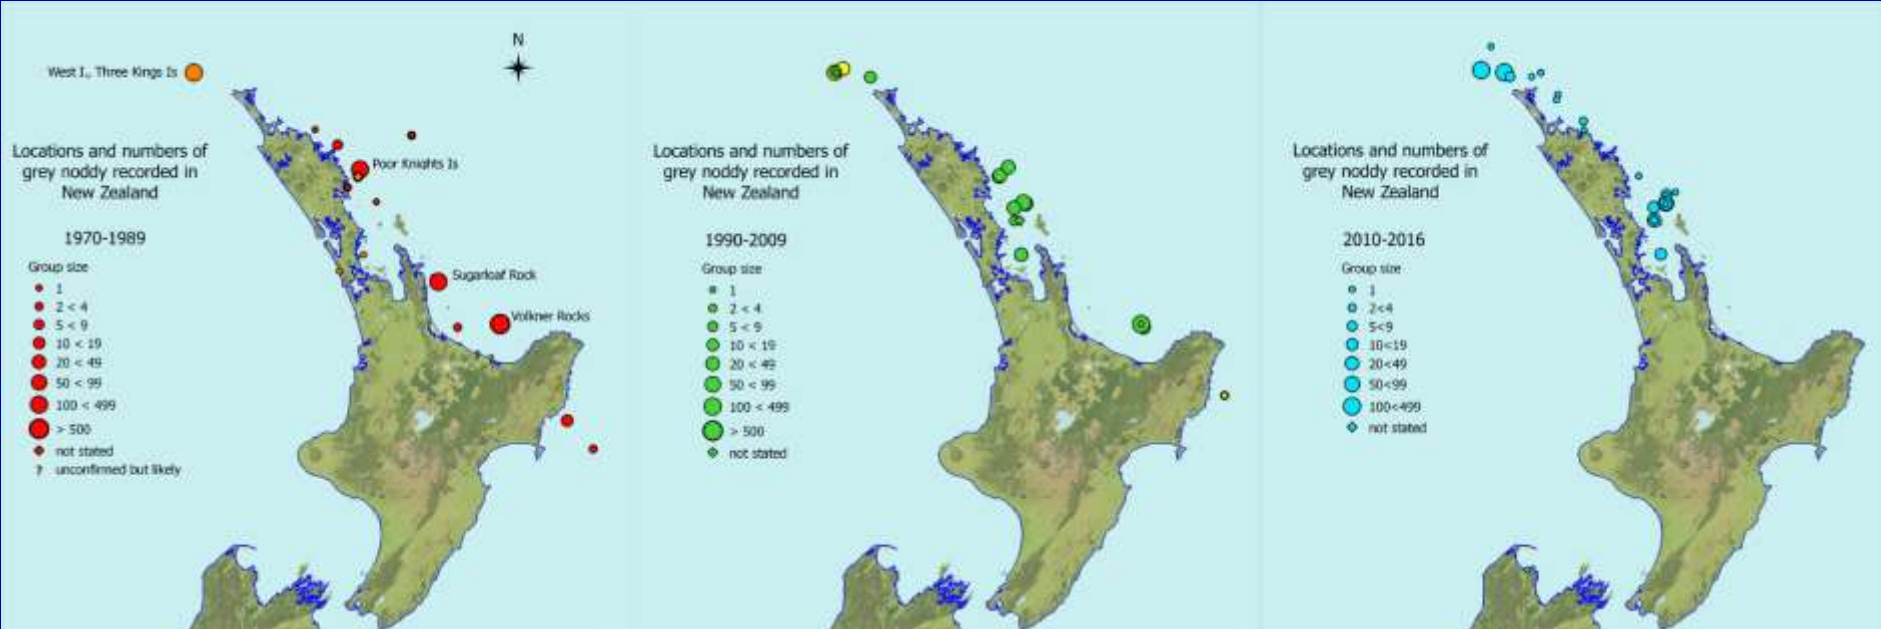 N
West I., Three Kings Is
Locations and numbers of
grey noddy recorded in
New Zealand
1970-1989
Group size
1
2 < 4
5 < 9
10 < 19
20 < 49
50 < 99
100 < 499
> 500
not stated
? unconfirmed but likely
Poor Knights Is
Sugarloaf Rock
Volkner Rocks
Locations and numbers of
grey noddy recorded in
New Zealand
1990-2009
Group size
1
2 < 4
5 < 9
10 < 19
20 < 49
50 < 99
100 < 499
> 500
not stated
Locations and numbers of
grey noddy recorded in
New Zealand
2010-2016
Group size
1
2<4
5<9
10<19
20<49
50<99
100<499
not stated